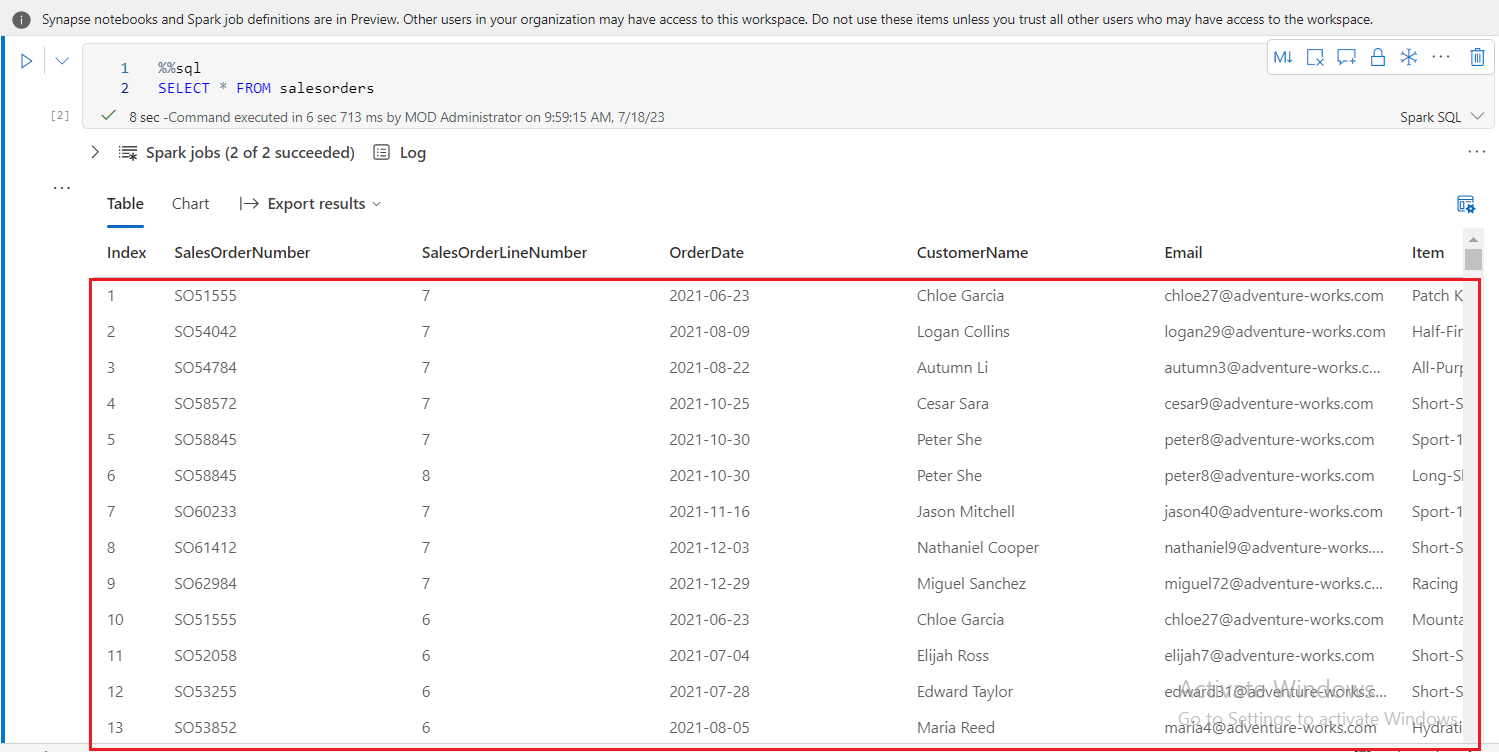 Synapse notebooks and Spark job definitions are in Preview. Other users in your organization may have access to this workspace. Do not use these items unless you trust all other users who may have access to the workspace.
M↓
1 %%sql
2 SELECT * FROM salesorders
[2] 8 sec -Command executed in 6 sec 713 ms by MOD Administrator on 9:59:15 AM, 7/18/23 Spark SQL
Spark jobs (2 of 2 succeeded) Log
Table Chart Export results
Index SalesOrderNumber SalesOrderLineNumber OrderDate CustomerName Email Item
1 SO51555 7 2021-06-23 Chloe Garcia chloe27@adventure-works.com Patch K
2 SO54042 7 2021-08-09 Logan Collins logan29@adventure-works.com Half-Fin
3 SO54784 7 2021-08-22 Autumn Li autumn3@adventure-works.c... All-Purp
4 SO58572 7 2021-10-25 Cesar Sara cesar9@adventure-works.com Short-S
5 SO58845 7 2021-10-30 Peter She peter8@adventure-works.com Sport-1
6 SO58845 8 2021-10-30 Peter She peter8@adventure-works.com Long-Sl
7 SO60233 7 2021-11-16 Jason Mitchell jason40@adventure-works.com Sport-1
8 SO61412 7 2021-12-03 Nathaniel Cooper nathaniel9@adventure-works.... Short-S
9 SO62984 7 2021-12-29 Miguel Sanchez miguel72@adventure-works.c... Racing
10 SO51555 6 2021-06-23 Chloe Garcia chloe27@adventure-works.com Mounta
11 SO52058 6 2021-07-04 Elijah Ross elijah7@adventure-works.com Short-S
12 SO53255 6 2021-07-28 Edward Taylor edward31@adventure-works.c... Short-S
Activate Windows
13 SO53852 6 2021-08-05 Maria Reed maria4@adventure-works.com Hydrati
Go to Settings to activate Windows.